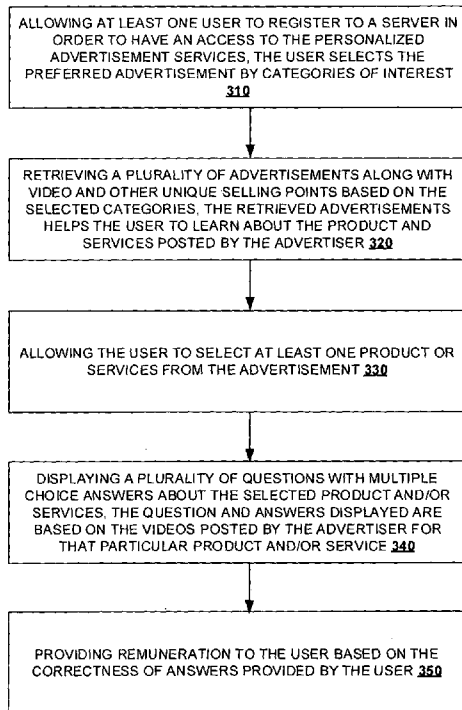 ALLOWING AT LEAST ONE USER TO REGISTER TO A SERVER IN
ORDER TO HAVE AN ACCESS TO THE PERSONALIZED
ADVERTISEMENT SERVICES, THE USER SELECTS THE
PREFERRED ADVERTISEMENT BY CATEGORIES OF INTEREST
310
RETRIEVING A PLURALITY OF ADVERTISEMENTS ALONG WITH
VIDEO AND OTHER UNIQUE SELLING POINTS BASED ON THE
SELECTED CATEGORIES, THE RETRIEVED ADVERTISEMENTS
HELPS THE USER TO LEARN ABOUT THE PRODUCT AND
SERVICES POSTED BY THE ADVERTISER 320
ALLOWING THE USER TO SELECT AT LEAST ONE PRODUCT OR
SERVICES FROM THE ADVERTISEMENT 330
DISPLAYING A PLURALITY OF QUESTIONS WITH MULTIPLE
CHOICE ANSWERS ABOUT THE SELECTED PRODUCT AND/OR
SERVICES, THE QUESTION AND ANSWERS DISPLAYED ARE
BASED ON THE VIDEOS POSTED BY THE ADVERTISER FOR
THAT PARTICULAR PRODUCT AND/OR SERVICE 340
PROVIDING REMUNERATION TO THE USER BASED ON THE
CORRECTNESS OF ANSWERS PROVIDED BY THE USER 350